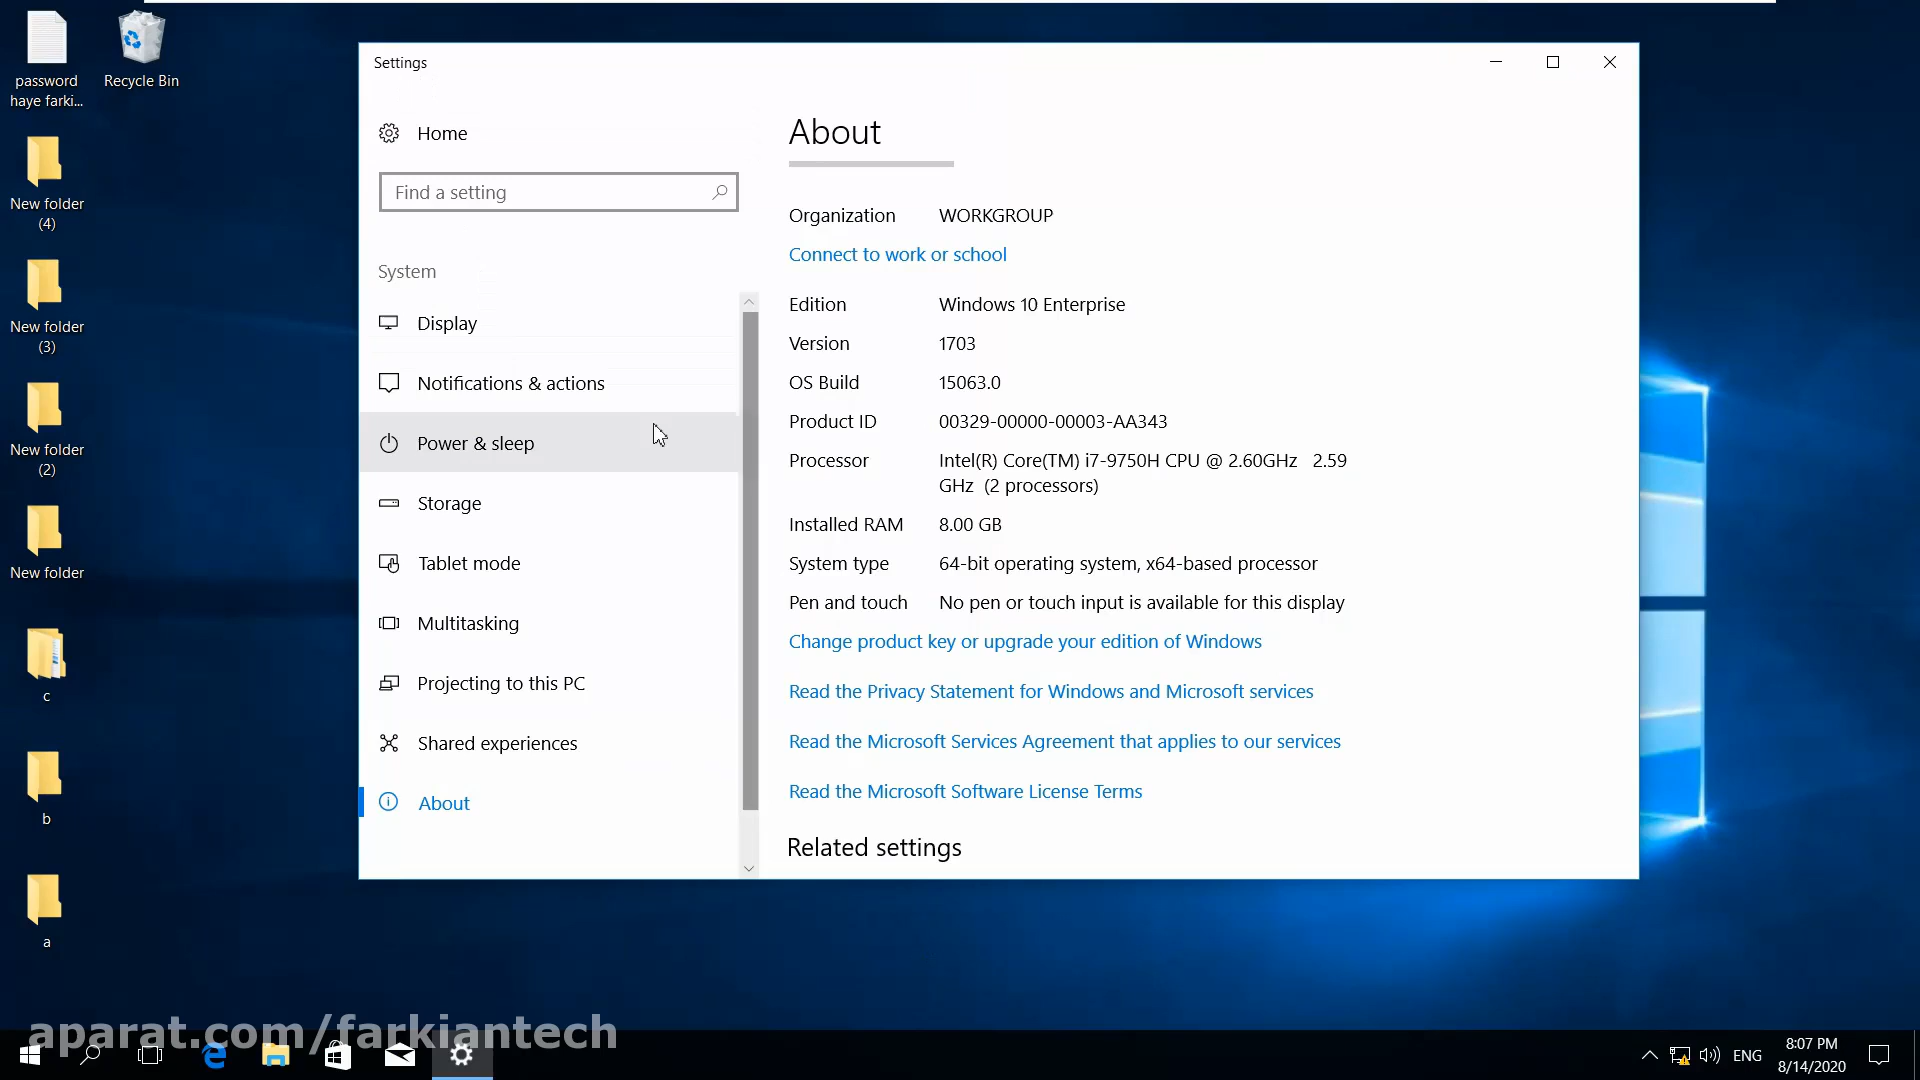 password
haye farki...
Recycle Bin
New folder
(4)
New folder
(3)
New folder
(2)
New folder
c
b
a
Settings
Home
Find a setting
System
Display
Notifications & actions
Power & sleep
Storage
Tablet mode
Multitasking
Projecting to this PC
Shared experiences
About
About
Organization WORKGROUP
Connect to work or school
Edition Windows 10 Enterprise
Version 1703
OS Build 15063.0
Product ID 00329-00000-00003-AA343
Processor Intel(R) Core(TM) i7-9750H CPU @ 2.60GHz 2.59
GHz (2 processors)
Installed RAM 8.00 GB
System type 64-bit operating system, x64-based processor
Pen and touch No pen or touch input is available for this display
Change product key or upgrade your edition of Windows
Read the Privacy Statement for Windows and Microsoft services
Read the Microsoft Services Agreement that applies to our services
Read the Microsoft Software License Terms
Related settings
aparat.com/farkiantech
ENG
8:07 PM
8/14/2020